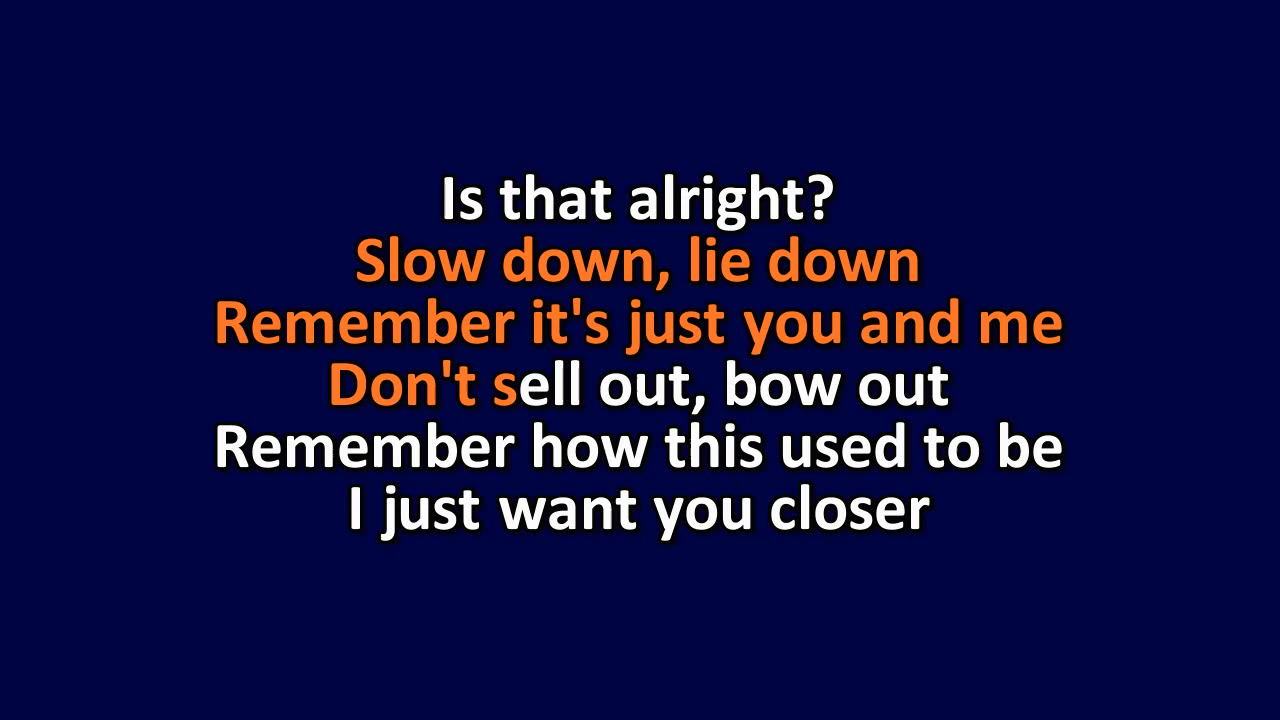 Is that alright?
Slow down, lie down
Remember it's just you and me
Don't sell out, bow out
Remember how this used to be
I just want you closer